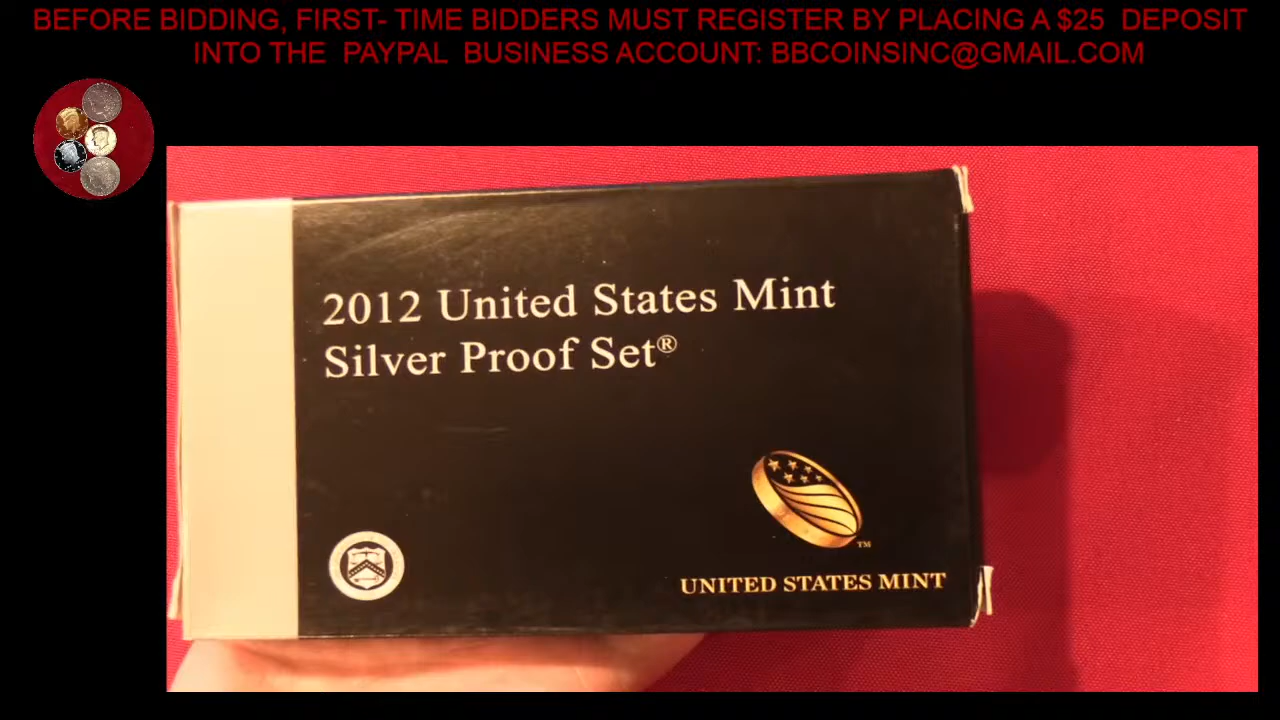 BEFORE BIDDING, FIRST- TIME BIDDERS MUST REGISTER BY PLACING A $25 DEPOSIT
INTO THE PAYPAL BUSINESS ACCOUNT: BBCOINSINC@GMAIL.COM
2012 United States Mint
Silver Proof Set®
TM
UNITED STATES MINT